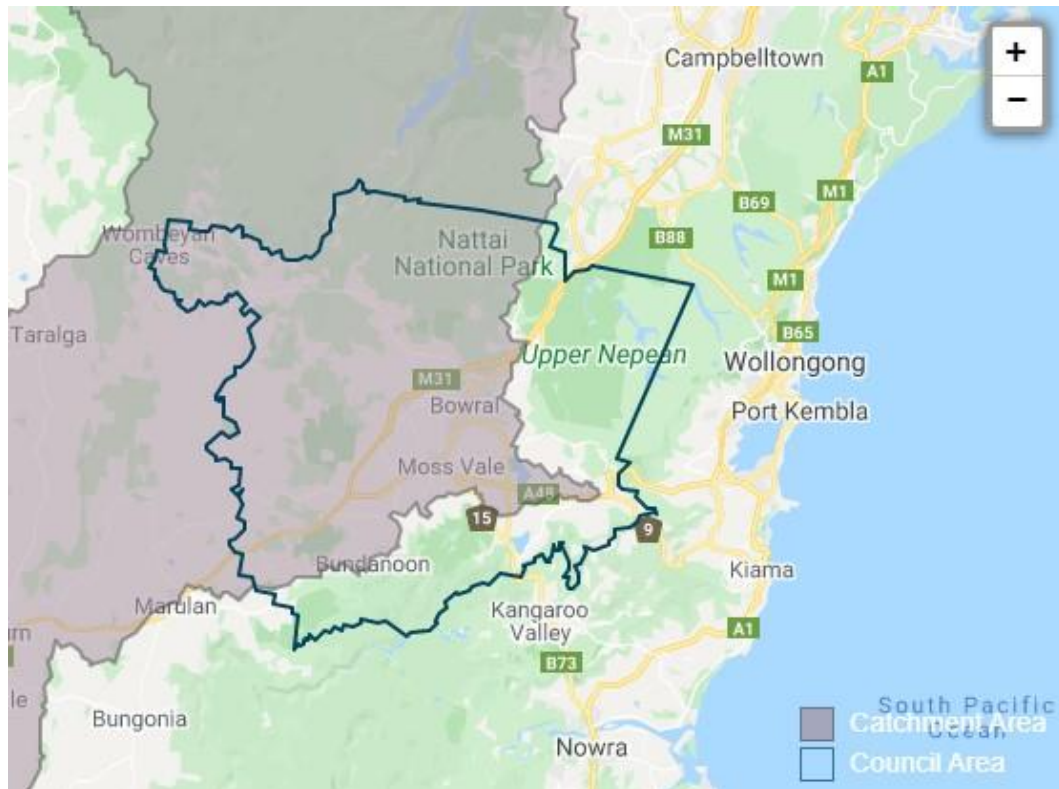 +
Campbelltown
A1
−
M31
M1
B69
Wombeyan
Caves
Nattai
National Park
B88
M1
Taralga
B65
Upper Nepean
Wollongong
M31
Bowral
Port Kembla
Moss Vale
A48
15
9
Bundanoon
Kiama
Marulan
Kangaroo
Valley
A1
B73
le
Bungonia
South Pacific
Ocean
Catchment Area
Nowra
Council Area